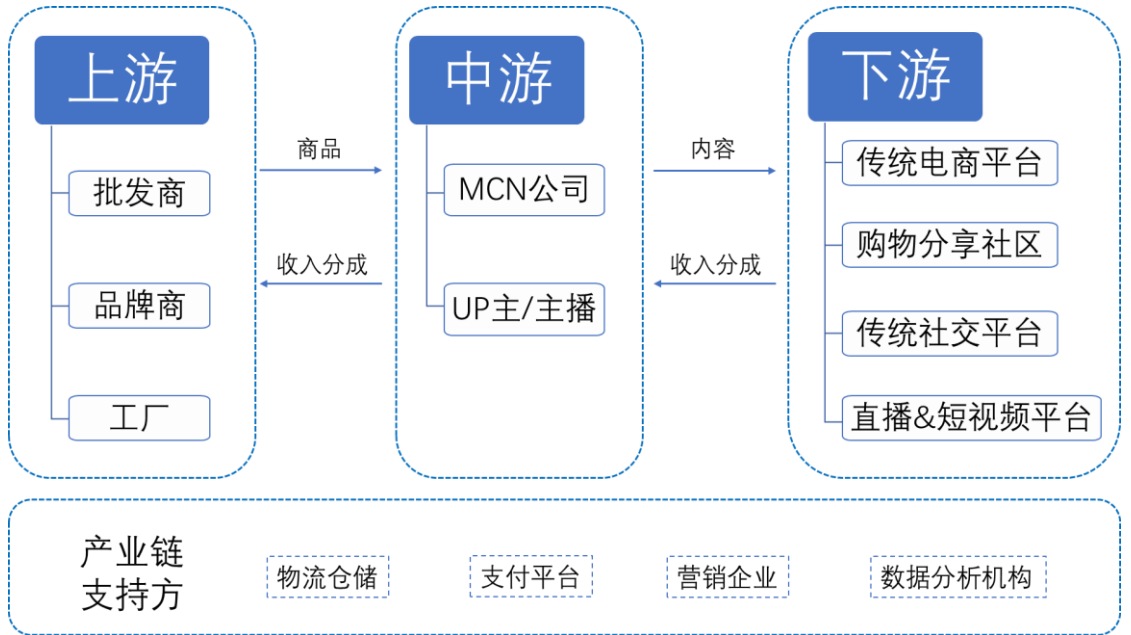 上游
批发商
品牌商
工厂
商品
收入分成
中游
MCN公司
UP主/主播
内容
收入分成
下游
传统电商平台
购物分享社区
传统社交平台
直播&短视频平台
产业链
支持方
物流仓储
支付平台
营销企业
数据分析机构